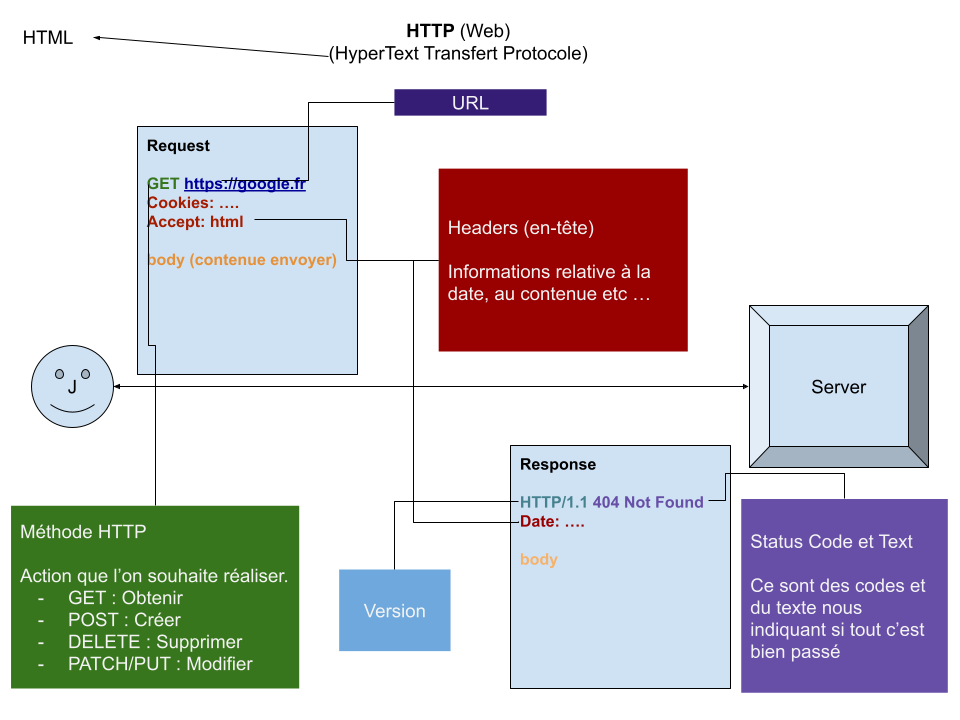 HTML
HTTP (Web)
(HyperText Transfert Protocole)
URL
Request
GET https://google.fr
Cookies: ....
Accept: html
body (contenue envoyer)
Headers (en-tête)
Informations relative à la
date, au contenue etc ...
J
Server
Response
HTTP/1.1 404 Not Found
Date: ....
body
Méthode HTTP
Action que l'on souhaite réaliser.
- GET : Obtenir
- POST : Créer
- DELETE : Supprimer
- PATCH/PUT : Modifier
Version
Status Code et Text
Ce sont des codes et
du texte nous
indiquant si tout c'est
bien passé